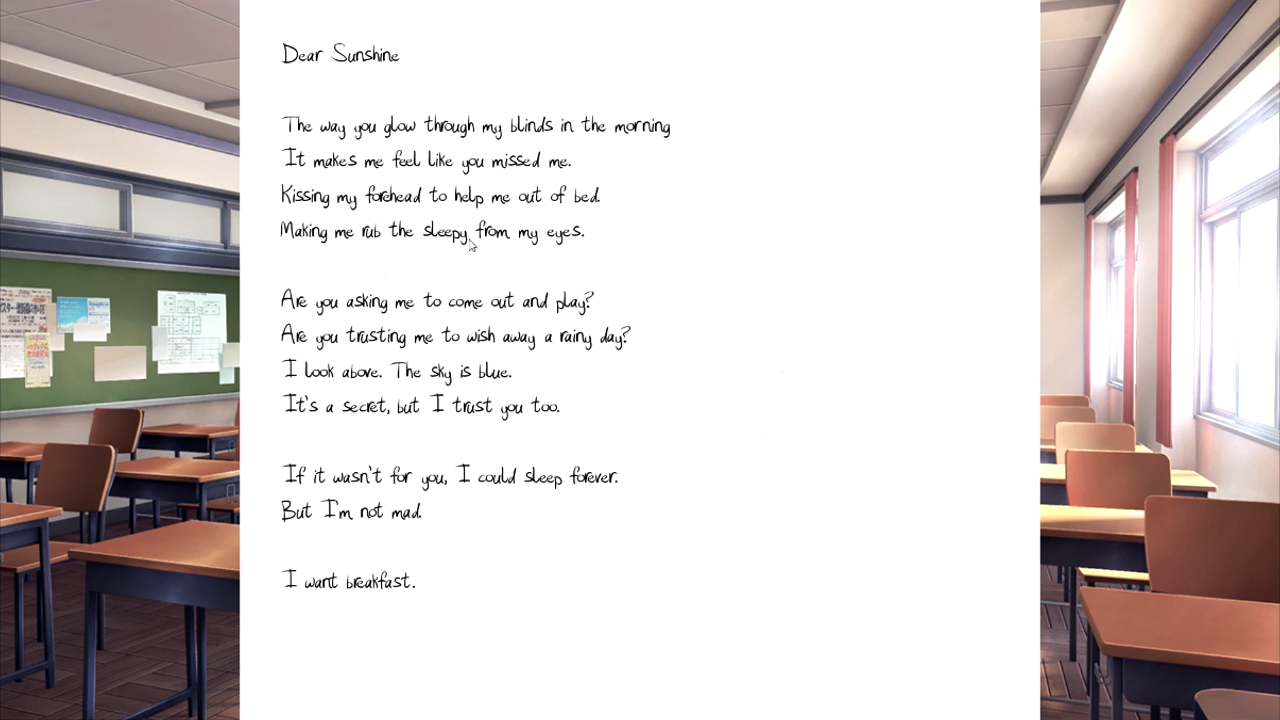 Dear Sunshine
The way you glow through my blinds in the morning
It makes me feel like you missed me.
Kissing my forehead to help me out of bed.
Making me rub the sleepy from my eyes.
Are you asking me to come out and play?
Are you trusting me to wish away a rainy day?
I look above. The sky is blue.
It's a secret, but I trust you too.
If it wasn't for you, I could sleep forever.
But I'm not mad.
I want breakfast.